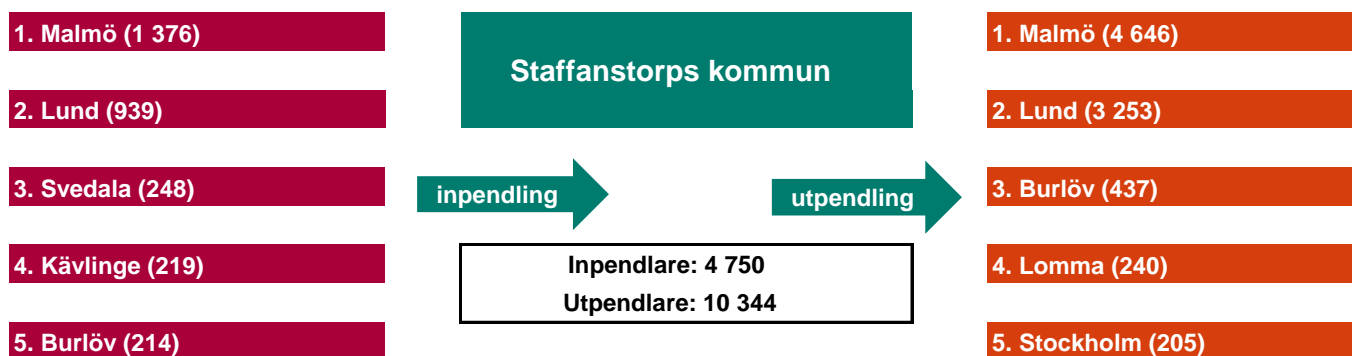 1. Malmö (1 376)
2. Lund (939)
3. Svedala (248)
4. Kävlinge (219)
5. Burlöv (214)
Staffanstorps kommun
inpendling
utpendling
Inpendlare: 4 750
Utpendlare: 10 344
1. Malmö (4 646)
2. Lund (3 253)
3. Burlöv (437)
4. Lomma (240)
5. Stockholm (205)